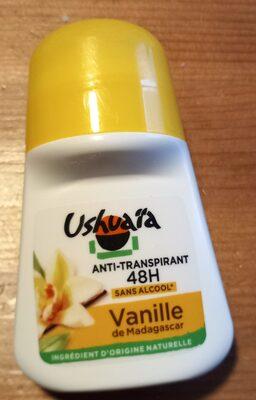 Ushuaïa
ANTI-TRANSPIRANT
48H
SANS ALCOOL*
Vanille
de Madagascar
INGRÉDIENT D'ORIGINE NATURELLE